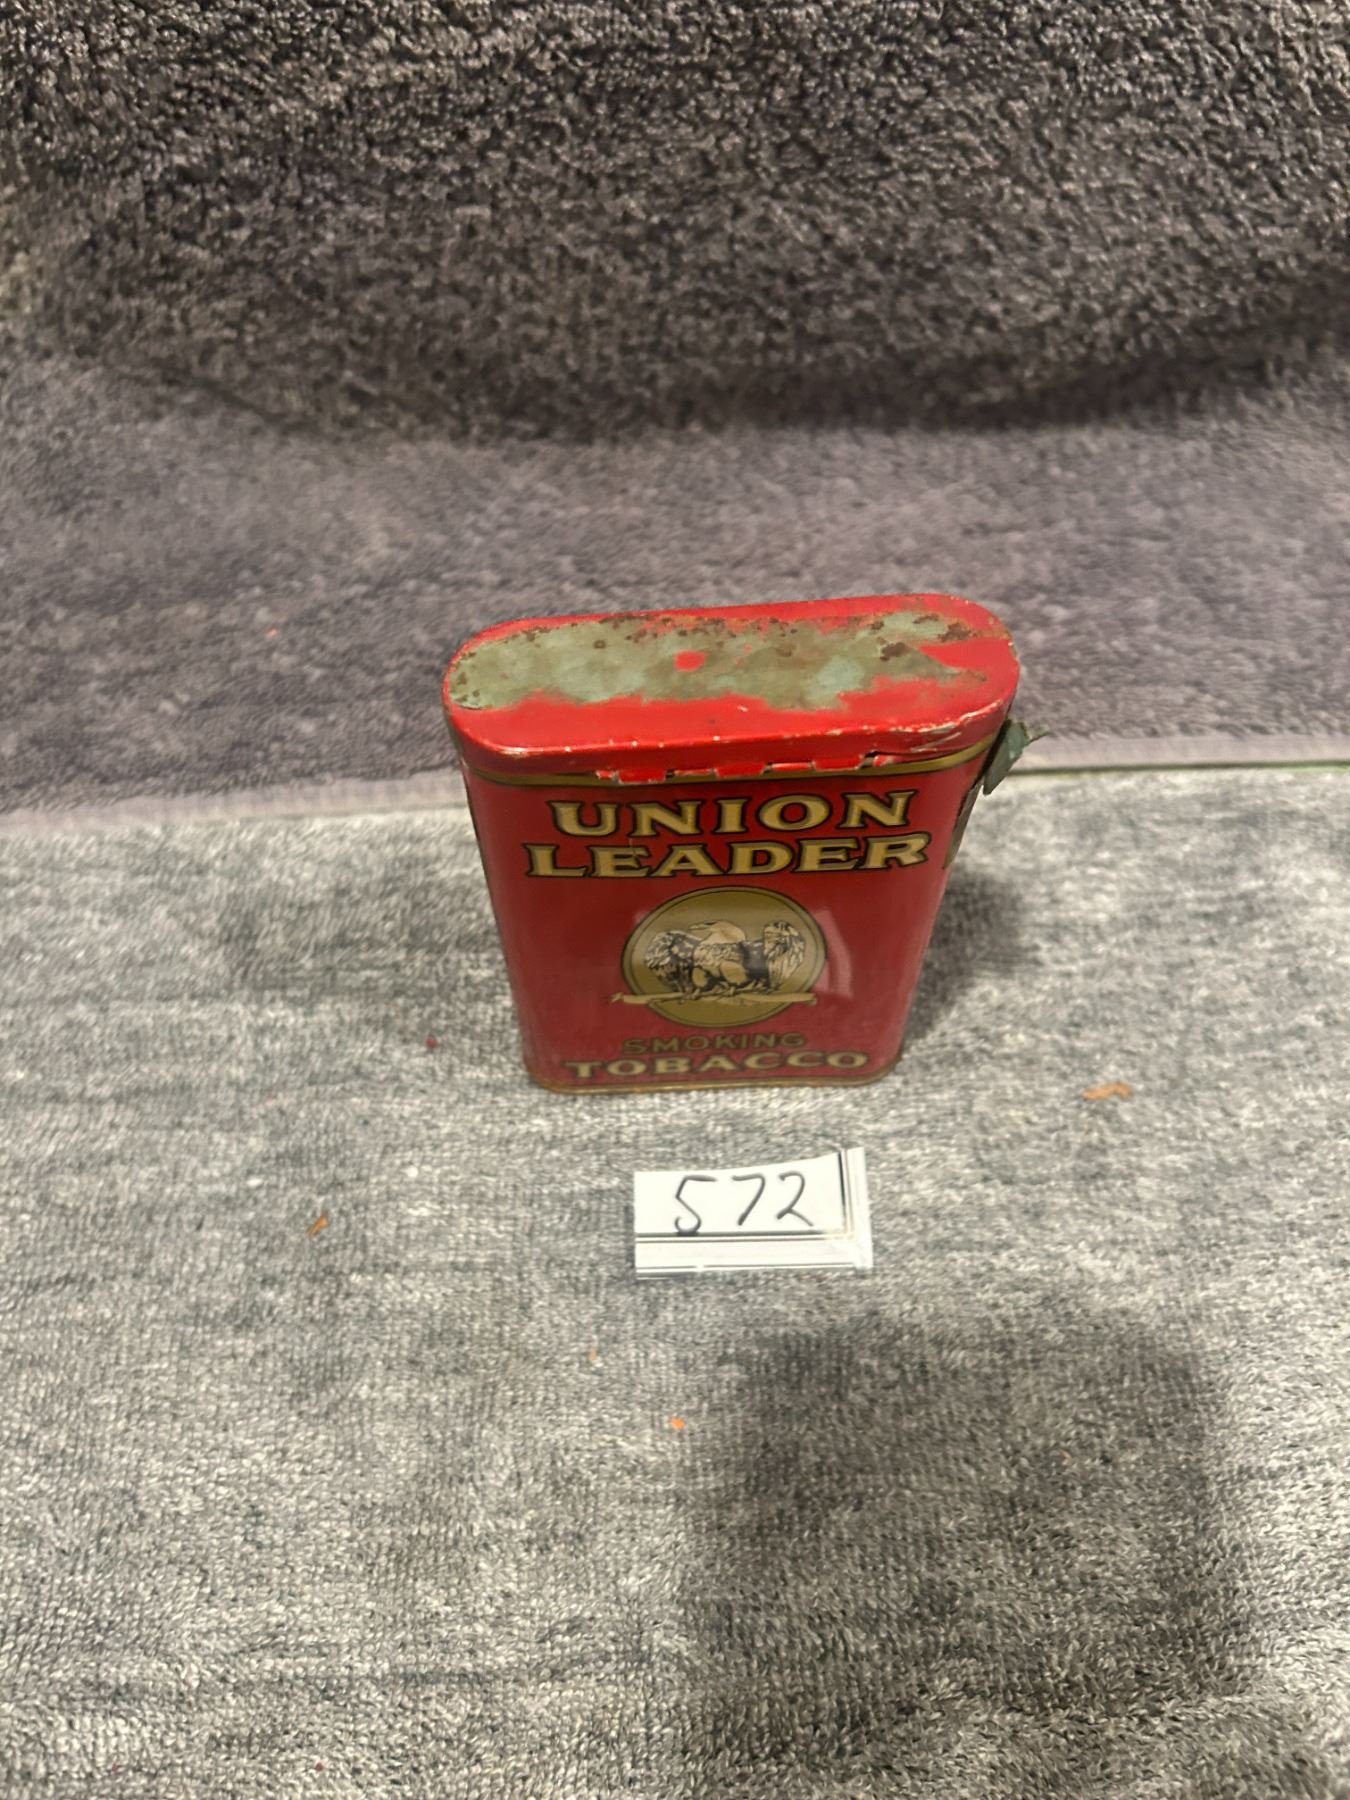 UNION
LEADER
SMOKING
TOBACCO
572